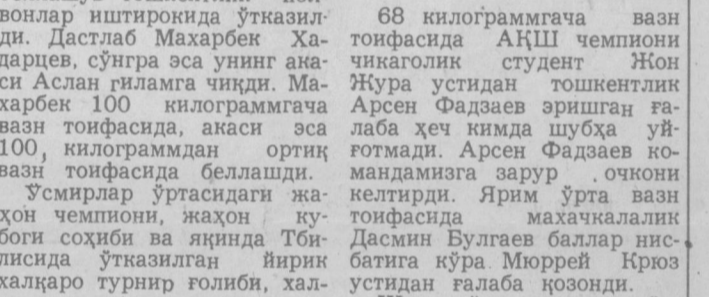 вонлар иштирокида ўтказил-
ди. Дастлаб Махарбек Ха-
дарцев, сўнгра эса унинг ака-
си Аслан гиламга чиқди. Ма-
харбек 100 килограммгача
вазн тоифасида, акаси эса
100, килограммдан ортиқ
вазн тоифасида беллашди.
Ўсмирлар ўртасидаги жа-
ҳон чемпиони, жаҳон ку-
боги соҳиби ва яқинда Тби-
лисида ўтказилган йирик
халқаро турнир ғолиби, хал-
68 килограммгача вазн
тоифасида АҚШ чемпиони
чикаголик студент Жон
Жура устидан тошкентлик
Арсен Фадзаев эришган ға-
лаба ҳеч кимда шубҳа уй-
ғотмади. Арсен Фадзаев ко-
мандамизга зарур очкони
келтирди. Ярим ўрта вазн
тоифасида махачкалалик
Дасмин Булгаев баллар нис-
батига кўра Мюррей Крюз
устидан ғалаба қозонди.